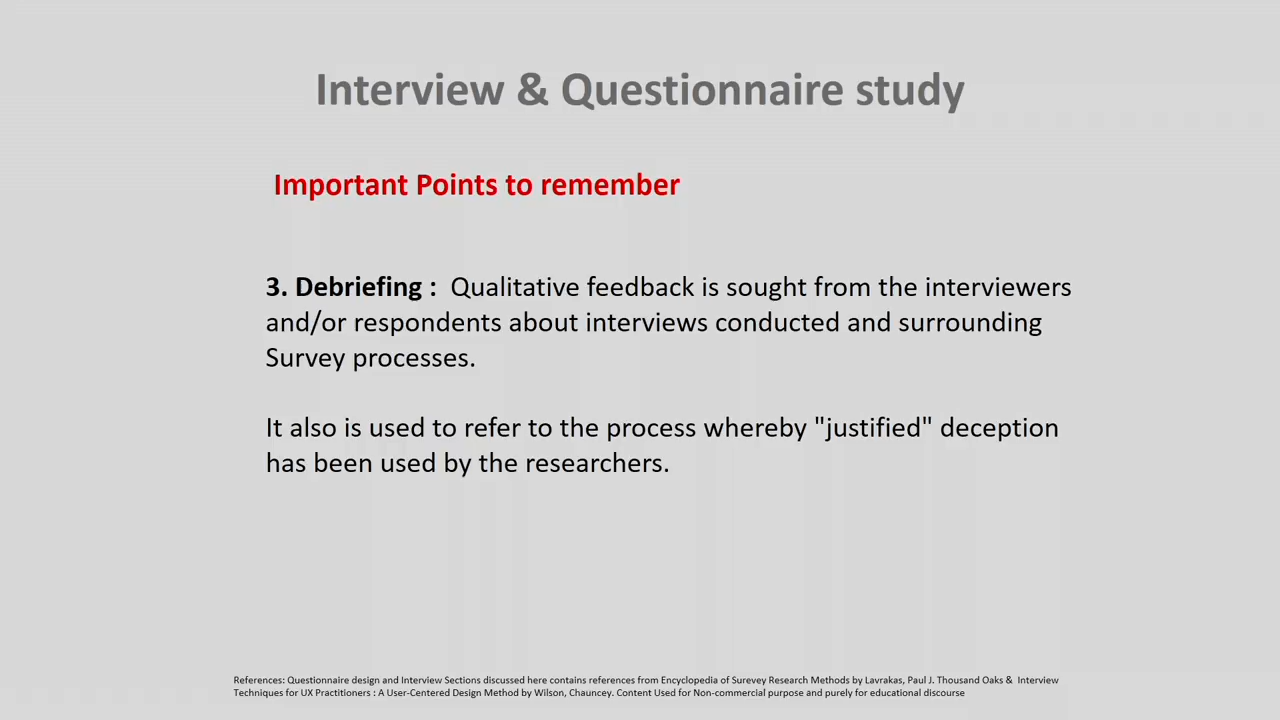 Interview & Questionnaire study
Important Points to remember
3. Debriefing : Qualitative feedback is sought from the interviewers
and/or respondents about interviews conducted and surrounding
Survey processes.
It also is used to refer to the process whereby "justified" deception
has been used by the researchers.
References: Questionnaire design and Interview Sections discussed here contains references from Encyclopedia of Surevey Research Methods by Lavrakas, Paul J. Thousand Oaks & Interview
Techniques for UX Practitioners : A User-Centered Design Method by Wilson, Chauncey. Content Used for Non-commercial purpose and purely for educational discourse